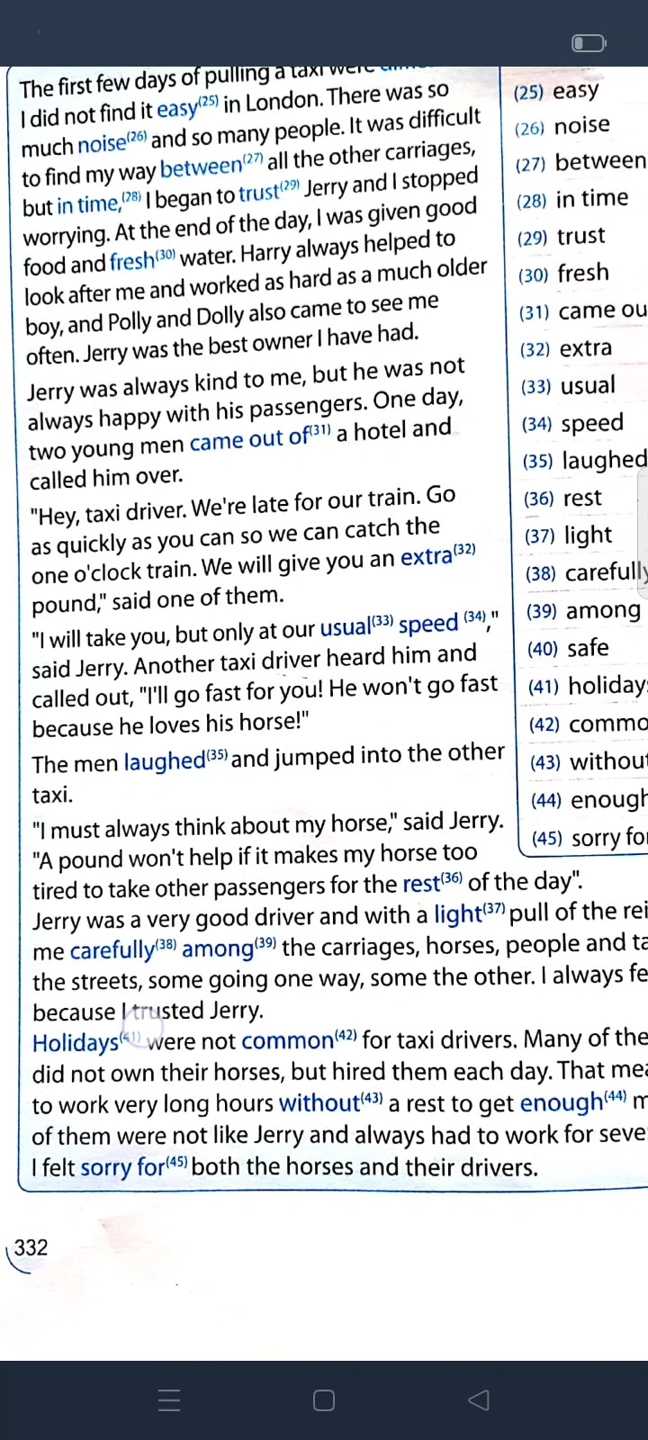 The first few days of pulling a taxi were
I did not find it easy(25) in London. There was so
much noise(26) and so many people. It was difficult
to find my way between(27) all the other carriages,
but in time,(28) I began to trust(29) Jerry and I stopped
worrying. At the end of the day, I was given good
food and fresh(30) water. Harry always helped to
look after me and worked as hard as a much older
boy, and Polly and Dolly also came to see me
often. Jerry was the best owner I have had.
Jerry was always kind to me, but he was not
always happy with his passengers. One day,
two young men came out of(31) a hotel and
called him over.
"Hey, taxi driver. We're late for our train. Go
as quickly as you can so we can catch the
one o'clock train. We will give you an extra(32)
pound," said one of them.
"I will take you, but only at our usual(33) speed (34),"
said Jerry. Another taxi driver heard him and
called out, "I'll go fast for you! He won't go fast
because he loves his horse!"
The men laughed(35) and jumped into the other
taxi.
"I must always think about my horse," said Jerry.
"A pound won't help if it makes my horse too
tired to take other passengers for the rest(36) of the day".
Jerry was a very good driver and with a light(37) pull of the rei
me carefully(38) among(39) the carriages, horses, people and ta
the streets, some going one way, some the other. I always fe
because I trusted Jerry.
Holidays(41) were not common(42) for taxi drivers. Many of the
did not own their horses, but hired them each day. That mea
to work very long hours without(43) a rest to get enough(44) m
of them were not like Jerry and always had to work for seve
I felt sorry for(45) both the horses and their drivers.
(25) easy
(26) noise
(27) between
(28) in time
(29) trust
(30) fresh
(31) came ou
(32) extra
(33) usual
(34) speed
(35) laughed
(36) rest
(37) light
(38) carefully
(39) among
(40) safe
(41) holiday
(42) commo
(43) without
(44) enough
(45) sorry for
332